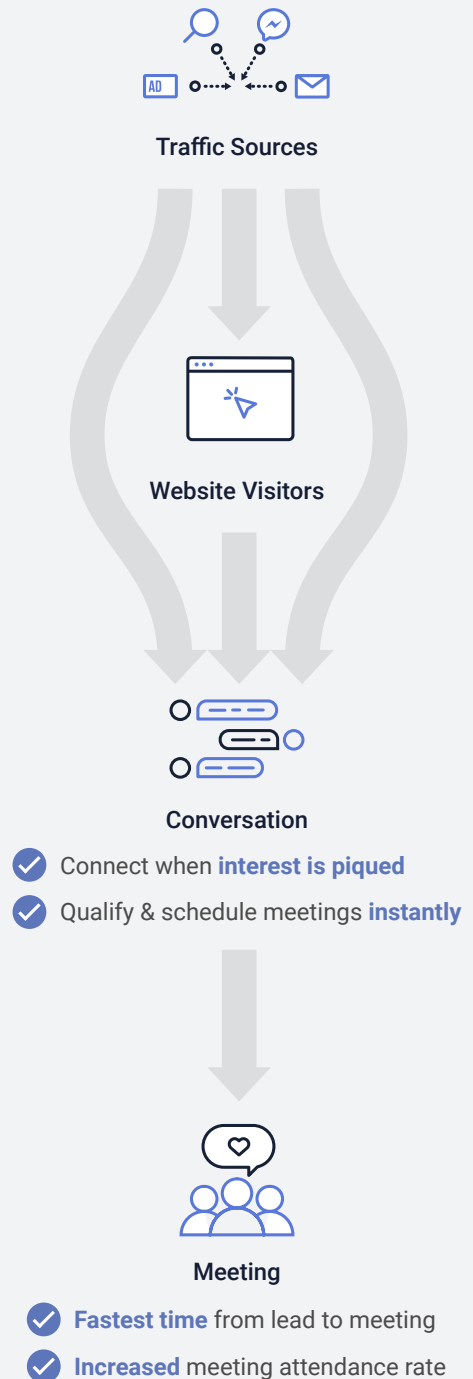 AD
Traffic Sources
Website Visitors
Conversation
Connect when interest is piqued
Qualify & schedule meetings instantly
Meeting
Fastest time from lead to meeting
Increased meeting attendance rate